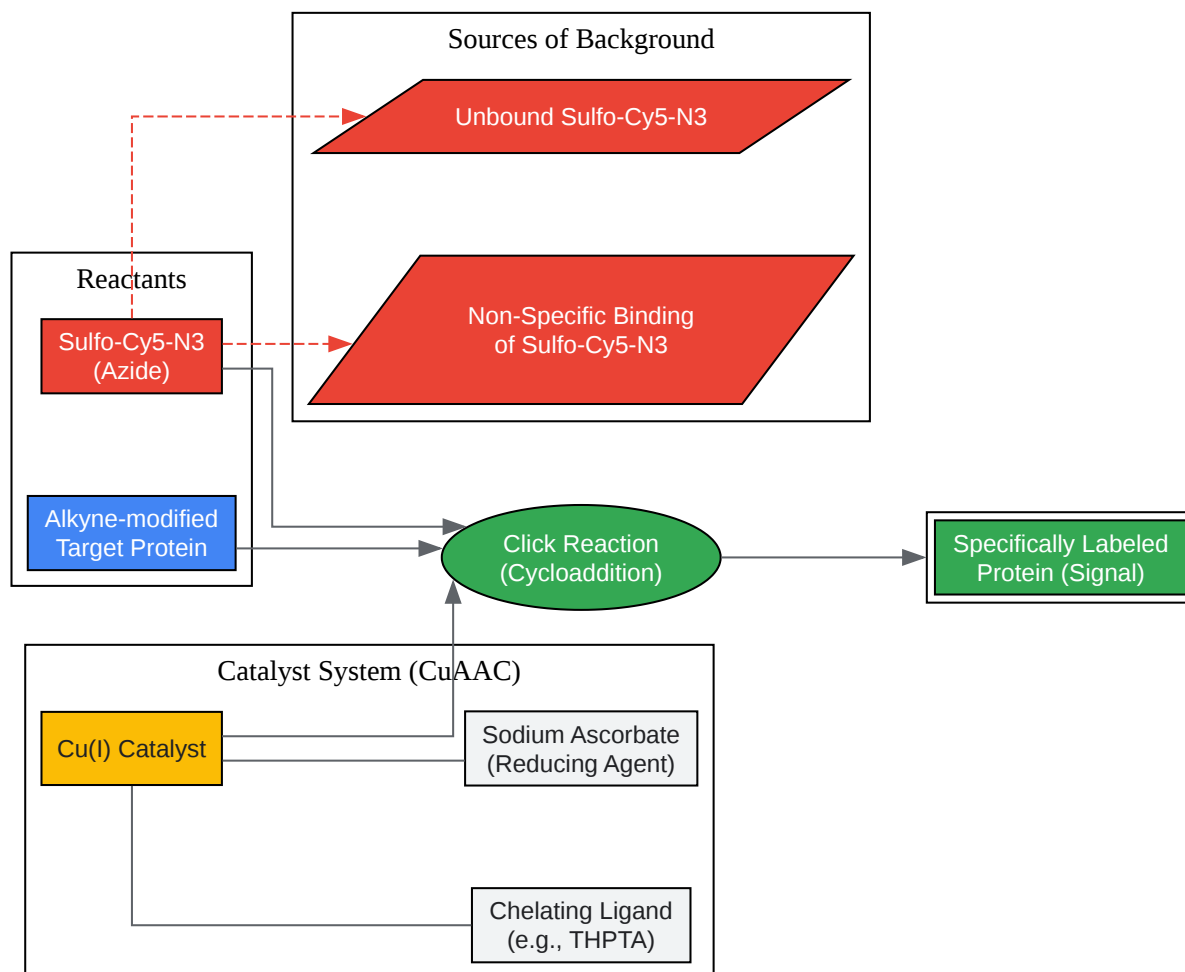 Sources of Background
Unbound Sulfo-Cy5-N3
Non-Specific Binding
of Sulfo-Cy5-N3
Reactants
Sulfo-Cy5-N3
(Azide)
Alkyne-modified
Target Protein
Click Reaction
(Cycloaddition)
Specifically Labeled
Protein (Signal)
Catalyst System (CuAAC)
Cu(I) Catalyst
Sodium Ascorbate
(Reducing Agent)
Chelating Ligand
(e.g., THPTA)